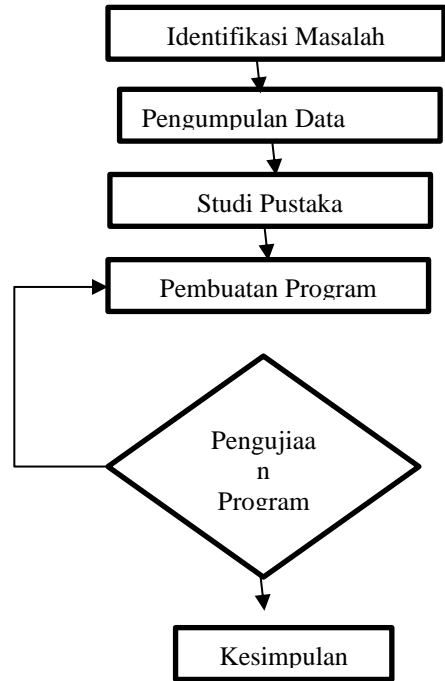 Identifikasi Masalah
Pengumpulan Data
Studi Pustaka
Pembuatan Program
Pengujiaa
n
Program
Kesimpulan